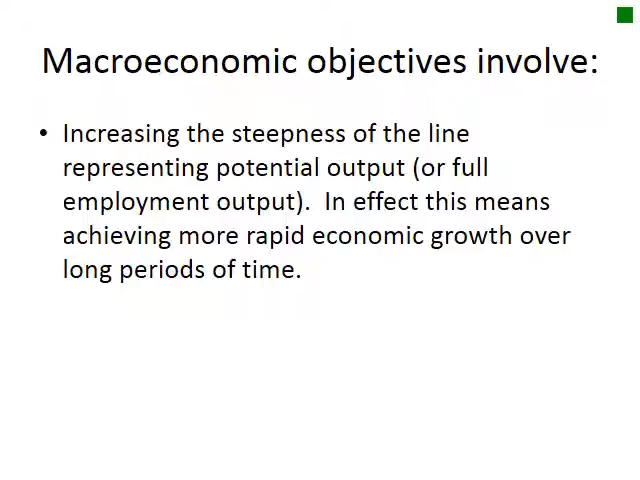 Macroeconomic objectives involve:
• Increasing the steepness of the line
representing potential output (or full
employment output).  In effect this means
achieving more rapid economic growth over
long periods of time.